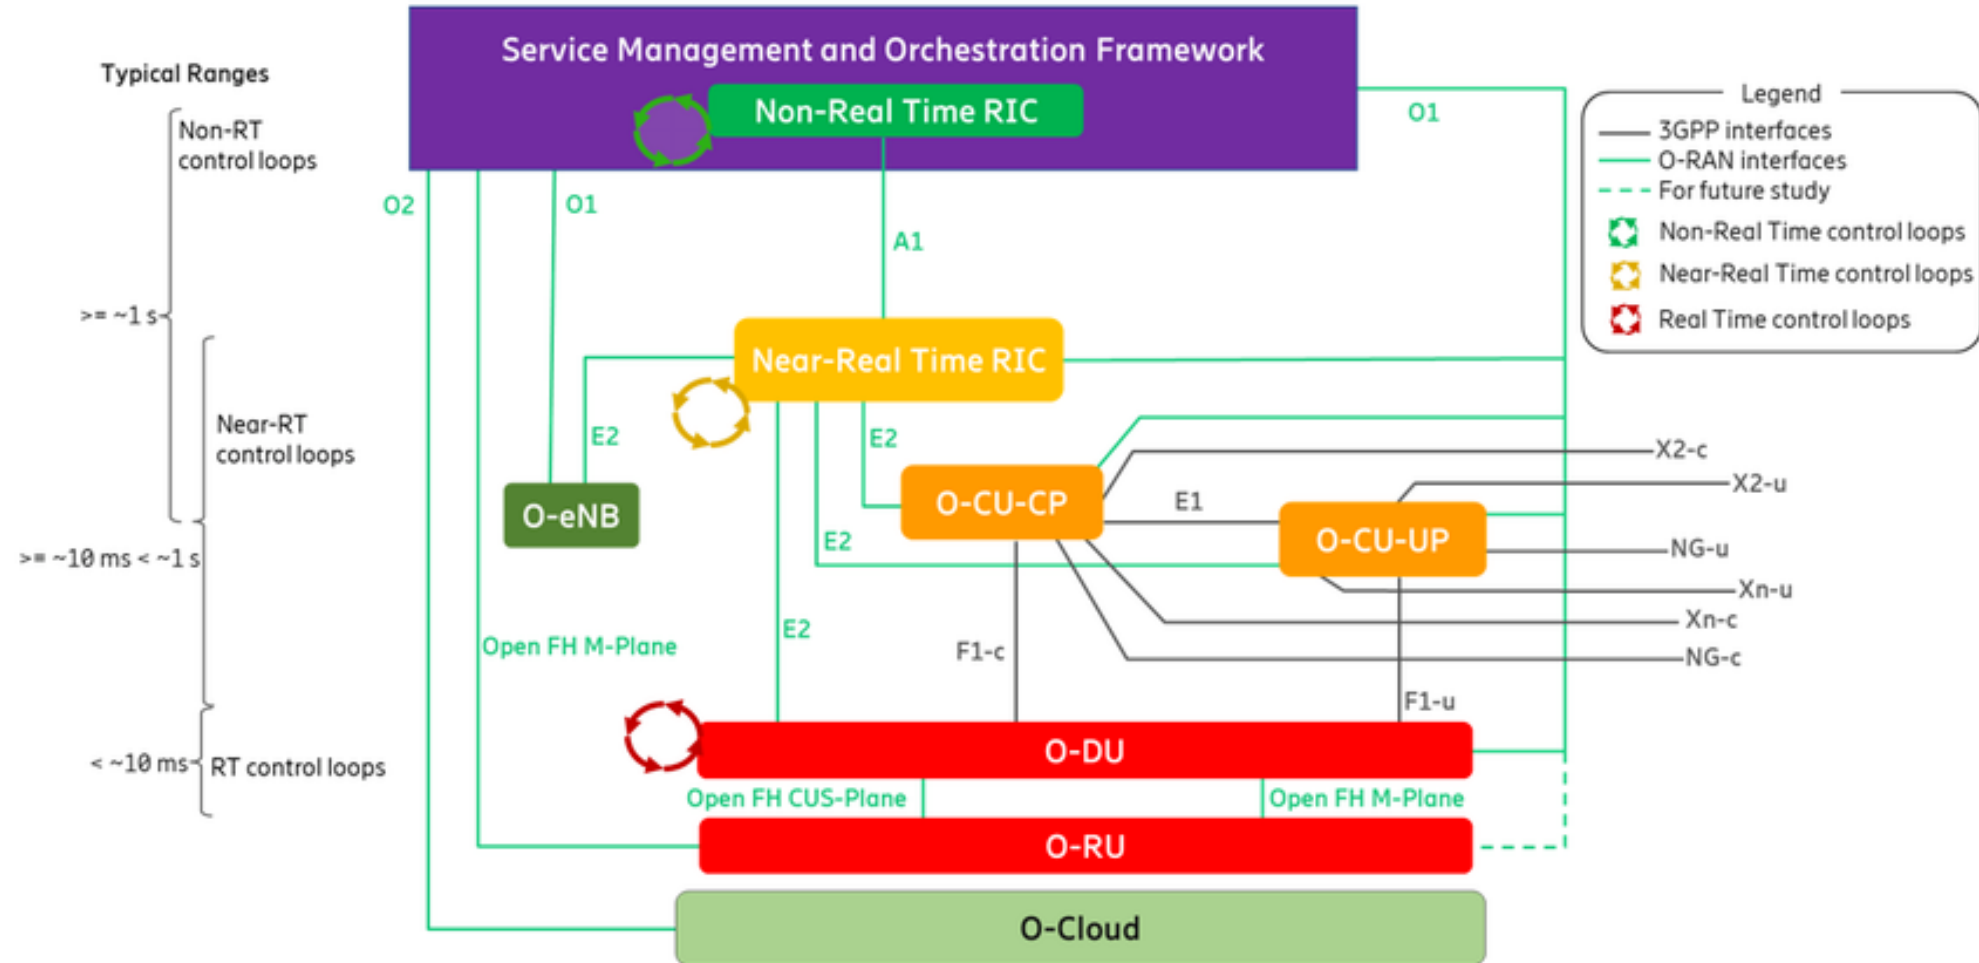 Service Management and Orchestration Framework
Typical Ranges
Non-Real Time RIC
O1
Legend
3GPP interfaces
O-RAN interfaces
For future study
Non-Real Time control loops
Near-Real Time control loops
Real Time control loops
Non-RT
control loops
O2
O1
A1
>= ~1 s
Near-Real Time RIC
Near-RT
control loops
E2
E2
X2-c
X2-u
O-CU-CP
E1
O-eNB
O-CU-UP
E2
NG-u
>= ~10 ms < ~1 s
Xn-u
Xn-c
E2
Open FH M-Plane
F1-c
NG-c
F1-u
O-DU
< ~10 ms
RT control loops
Open FH CUS-Plane
Open FH M-Plane
O-RU
O-Cloud